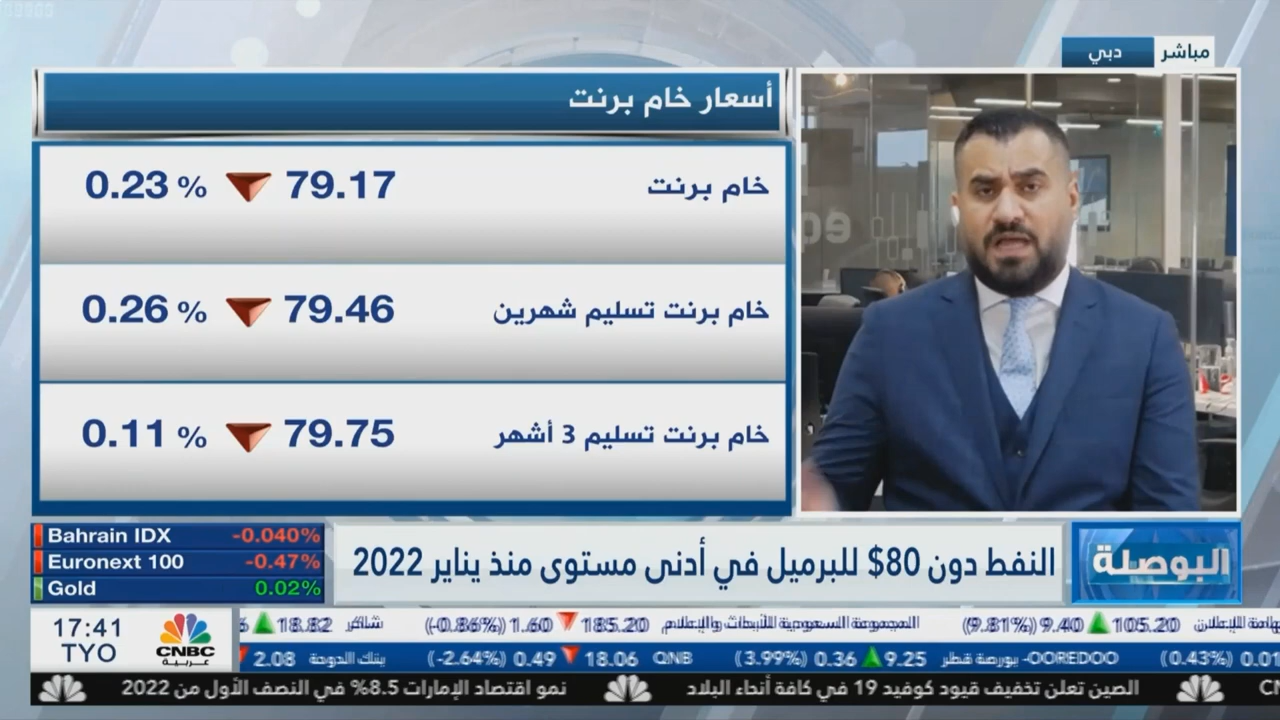 مباشر دبي
أسعار خام برنت
خام برنت 79.17 0.23 %
خام برنت تسليم شهرين 79.46 0.26 %
خام برنت تسليم 3 أشهر 79.75 0.11 %
البوصلة
النفط دون 80$ للبرميل في أدنى مستوى منذ يناير 2022
Bahrain IDX -0.040%
Euronext 100 -0.47%
Gold 0.02%
17:41
TYO
CNBC
عربية
105.20 9.40 (9.81%) المجموعة السعودية للأبحاث والإعلام 185.20 1.60 (-0.86%) شاكر 18.82
(0.43%) OOREDOO- بورصة قطر 9.25 0.36 (3.99%) QNB 18.06 0.49 (-2.64%) بنك الدوحة 2.08
الصين تعلن تخفيف قيود كوفيد 19 في كافة أنحاء البلاد
نمو اقتصاد الإمارات 8.5% في النصف الأول من 2022